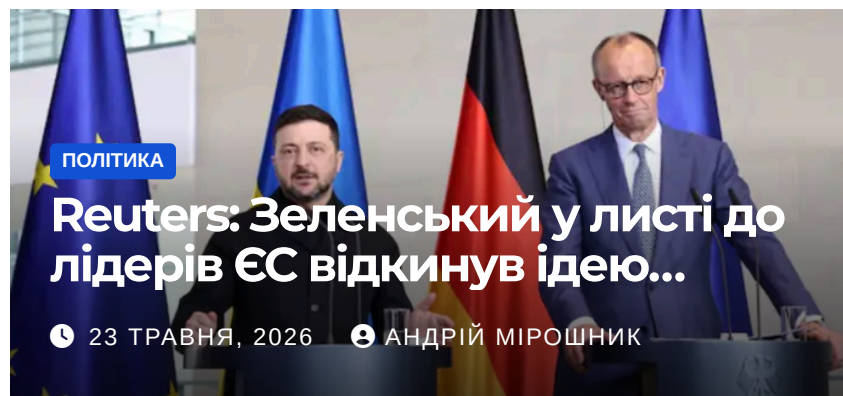 ПОЛІТИКА
Reuters: Зеленський у листі до
лідерів ЄС відкинув ідею...
23 ТРАВНЯ, 2026 АНДРІЙ МІРОШНИК